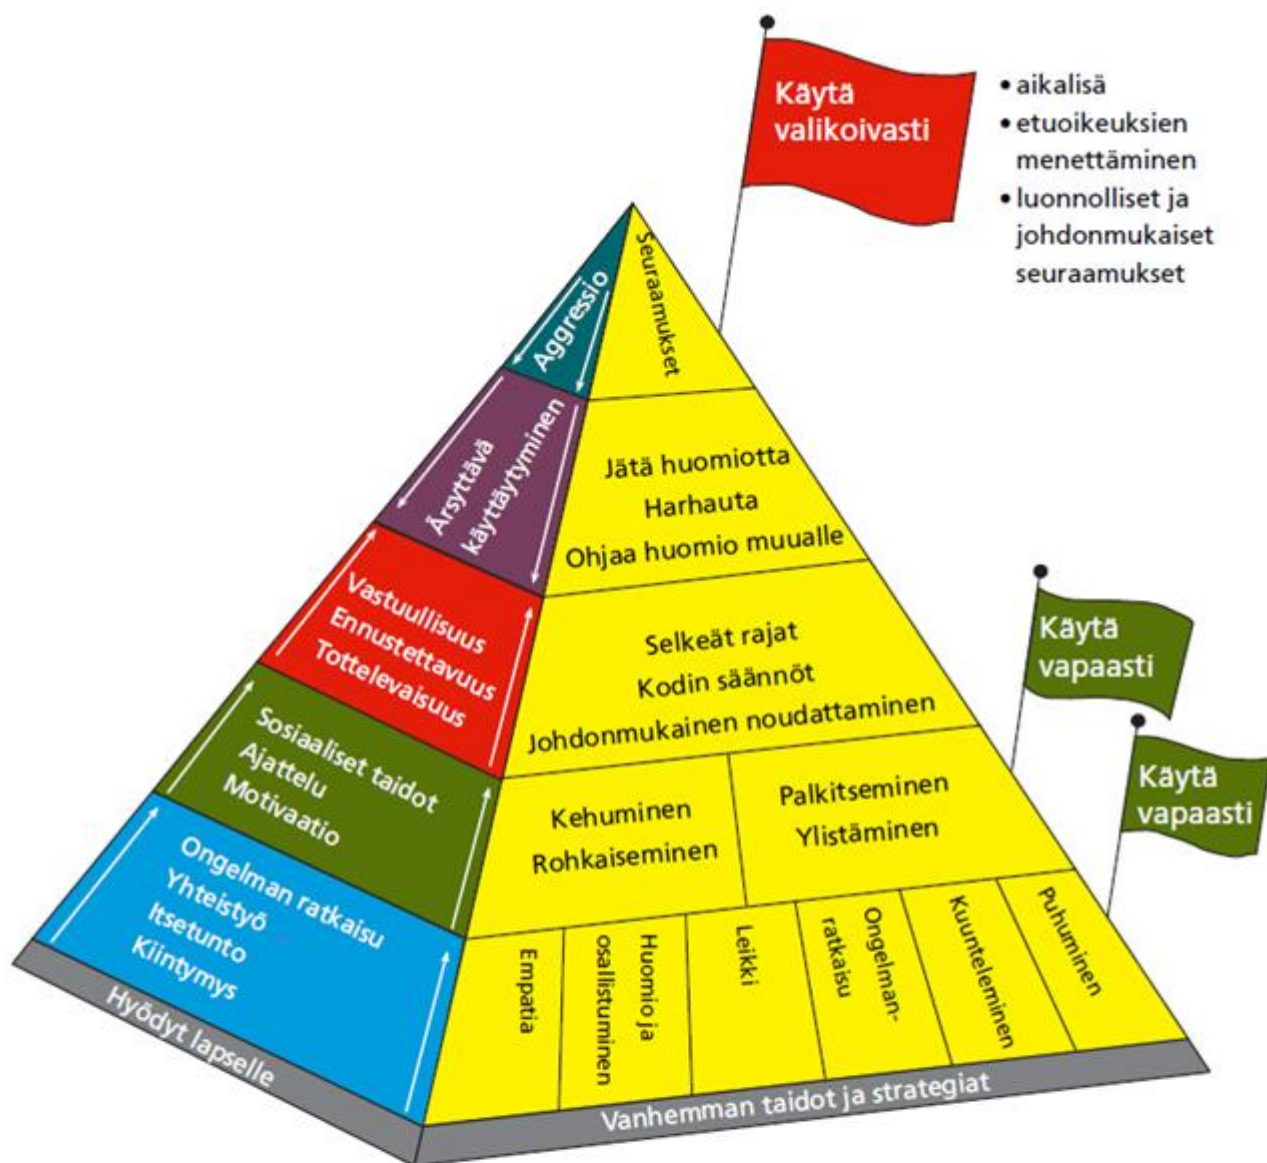 Käytä
valikoivasti
• aikalisä
• etuoikeuksien
menettäminen
• luonnolliset ja
johdonmukaiset
seuraamukset
Aggressio
Seuraamukset
Ärsyttävä
käyttäytyminen
Jätä huomiotta
Harhauta
Ohjaa huomio muualle
Vastuullisuus
Ennustettavuus
Tottelevaisuus
Selkeät rajat
Kodin säännöt
Johdonmukainen noudattaminen
Käytä
vapaasti
Sosiaaliset taidot
Ajattelu
Motivaatio
Kehuminen
Rohkaiseminen
Palkitseminen
Ylistäminen
Käytä
vapaasti
Ongelman ratkaisu
Yhteistyö
Itsetunto
Kiintymys
Empatia
Huomio ja
osallistuminen
Leikki
Ongelman-
ratkaisu
Kuunteleminen
Puhuminen
Hyödyt lapselle
Vanhemman taidot ja strategiat